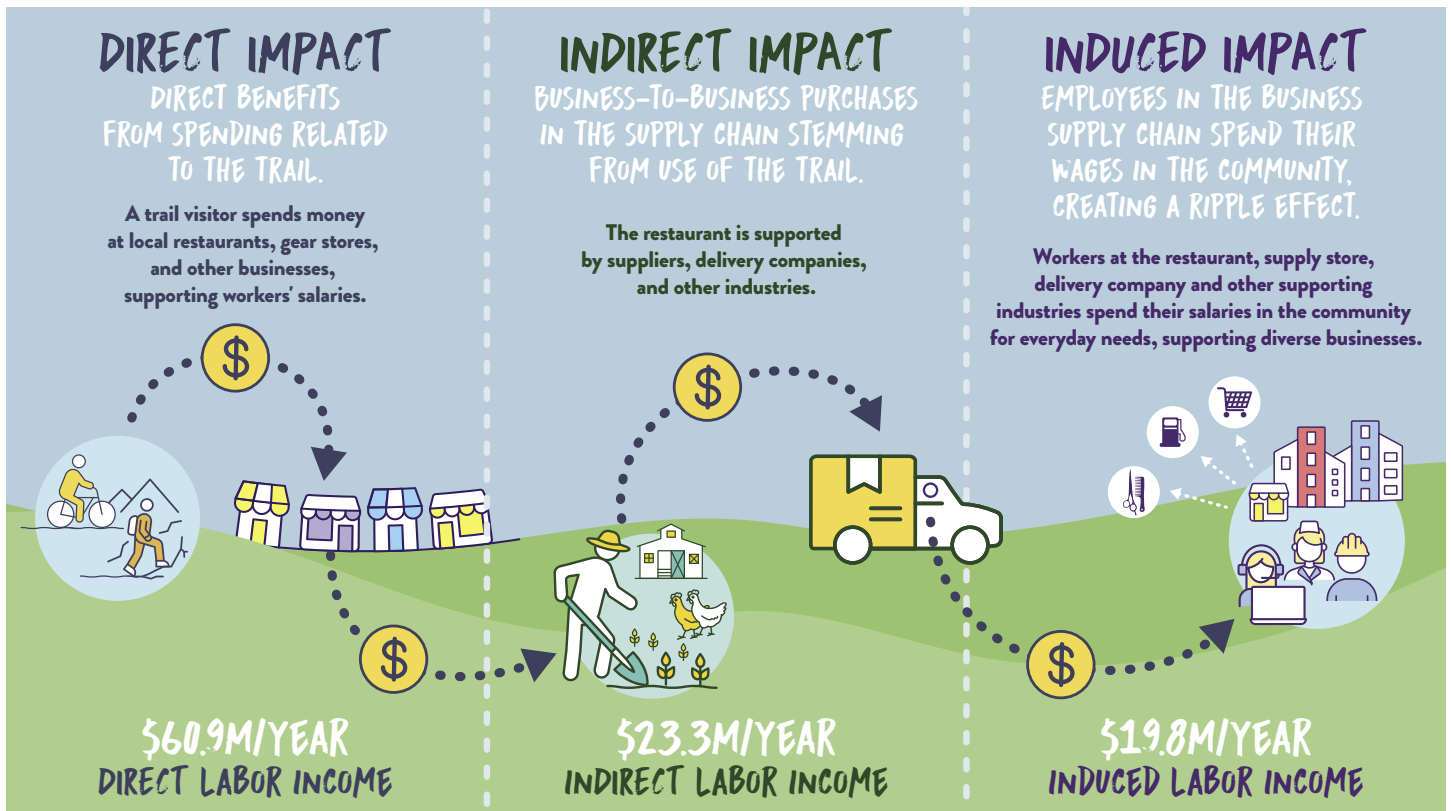 DIRECT IMPACT
DIRECT BENEFITS
FROM SPENDING RELATED
TO THE TRAIL.
A trail visitor spends money
at local restaurants, gear stores,
and other businesses,
supporting workers' salaries.
$
$
$60.9M/YEAR
DIRECT LABOR INCOME
INDIRECT IMPACT
BUSINESS-TO-BUSINESS PURCHASES
IN THE SUPPLY CHAIN STEMMING
FROM USE OF THE TRAIL.
The restaurant is supported
by suppliers, delivery companies,
and other industries.
$
$23.3M/YEAR
INDIRECT LABOR INCOME
INDUCED IMPACT
EMPLOYEES IN THE BUSINESS
SUPPLY CHAIN SPEND THEIR
WAGES IN THE COMMUNITY,
CREATING A RIPPLE EFFECT.
Workers at the restaurant, supply store,
delivery company and other supporting
industries spend their salaries in the community
for everyday needs, supporting diverse businesses.
$
$19.8M/YEAR
INDUCED LABOR INCOME